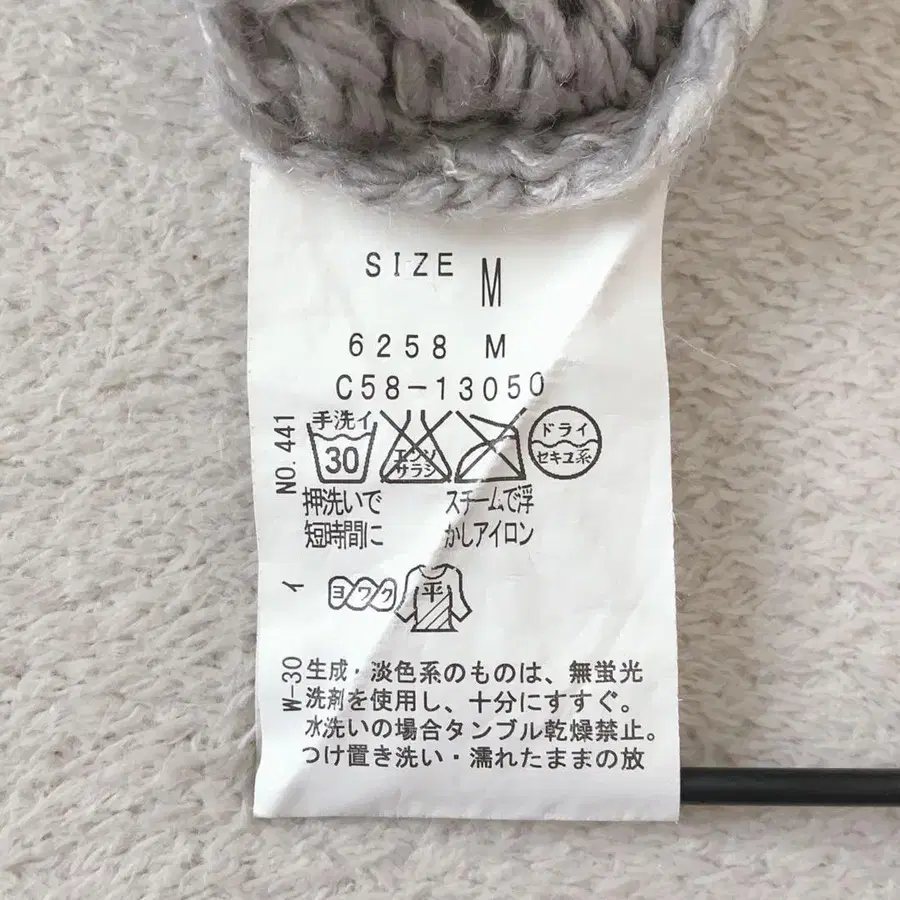 SIZE M
6258 M
C58-13050
NO. 441
手洗イ
30
エンソ
サラシ
ドライ
セキユ系
押洗いで
短時間に
スチームで浮
かしアイロン
イ
ヨワク
平
W-30
生成・淡色系のものは、無蛍光
洗剤を使用し、十分にすすぐ。
水洗いの場合タンブル乾燥禁止。
つけ置き洗い・濡れたままの放